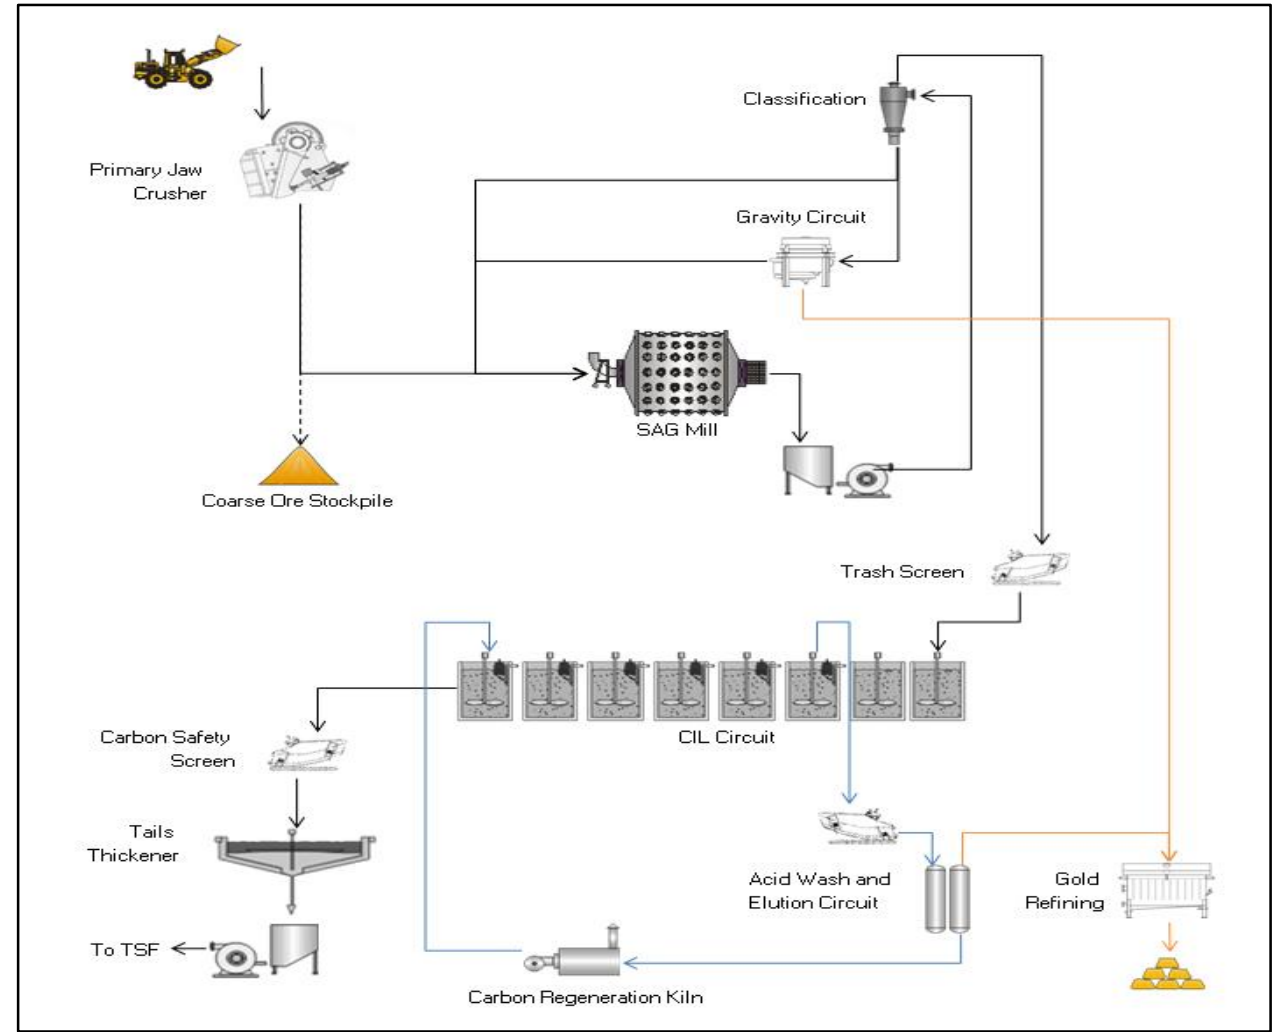 Classification
Primary Jaw
Crusher
Gravity Circuit
SAG Mill
Coarse Ore Stockpile
Trash Screen
CIL Circuit
Carbon Safety
Screen
Tails
Thickener
Acid Wash and
Elution Circuit
Gold
Refining
To TSF
Carbon Regeneration Kiln